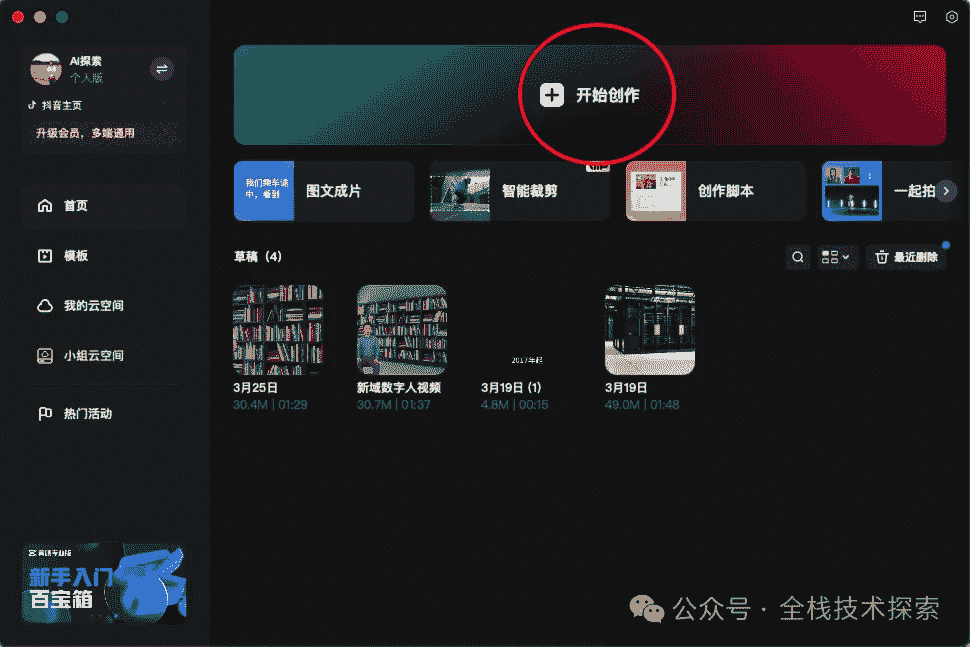 AI探索
个人版
抖音主页
升级会员，多端通用
首页
模板
我的云空间
小组云空间
热门活动
剪映专业版
新手入门
百宝箱
开始创作
我们乘车途
中，看到
图文成片
智能裁剪
创作脚本
一起拍
草稿（4）
最近删除
2017年起
3月25日
30.4M | 01:29
新域数字人视频
30.7M | 01:37
3月19日 (1)
4.8M | 00:15
3月19日
49.0M | 01:48
公众号 · 全栈技术探索